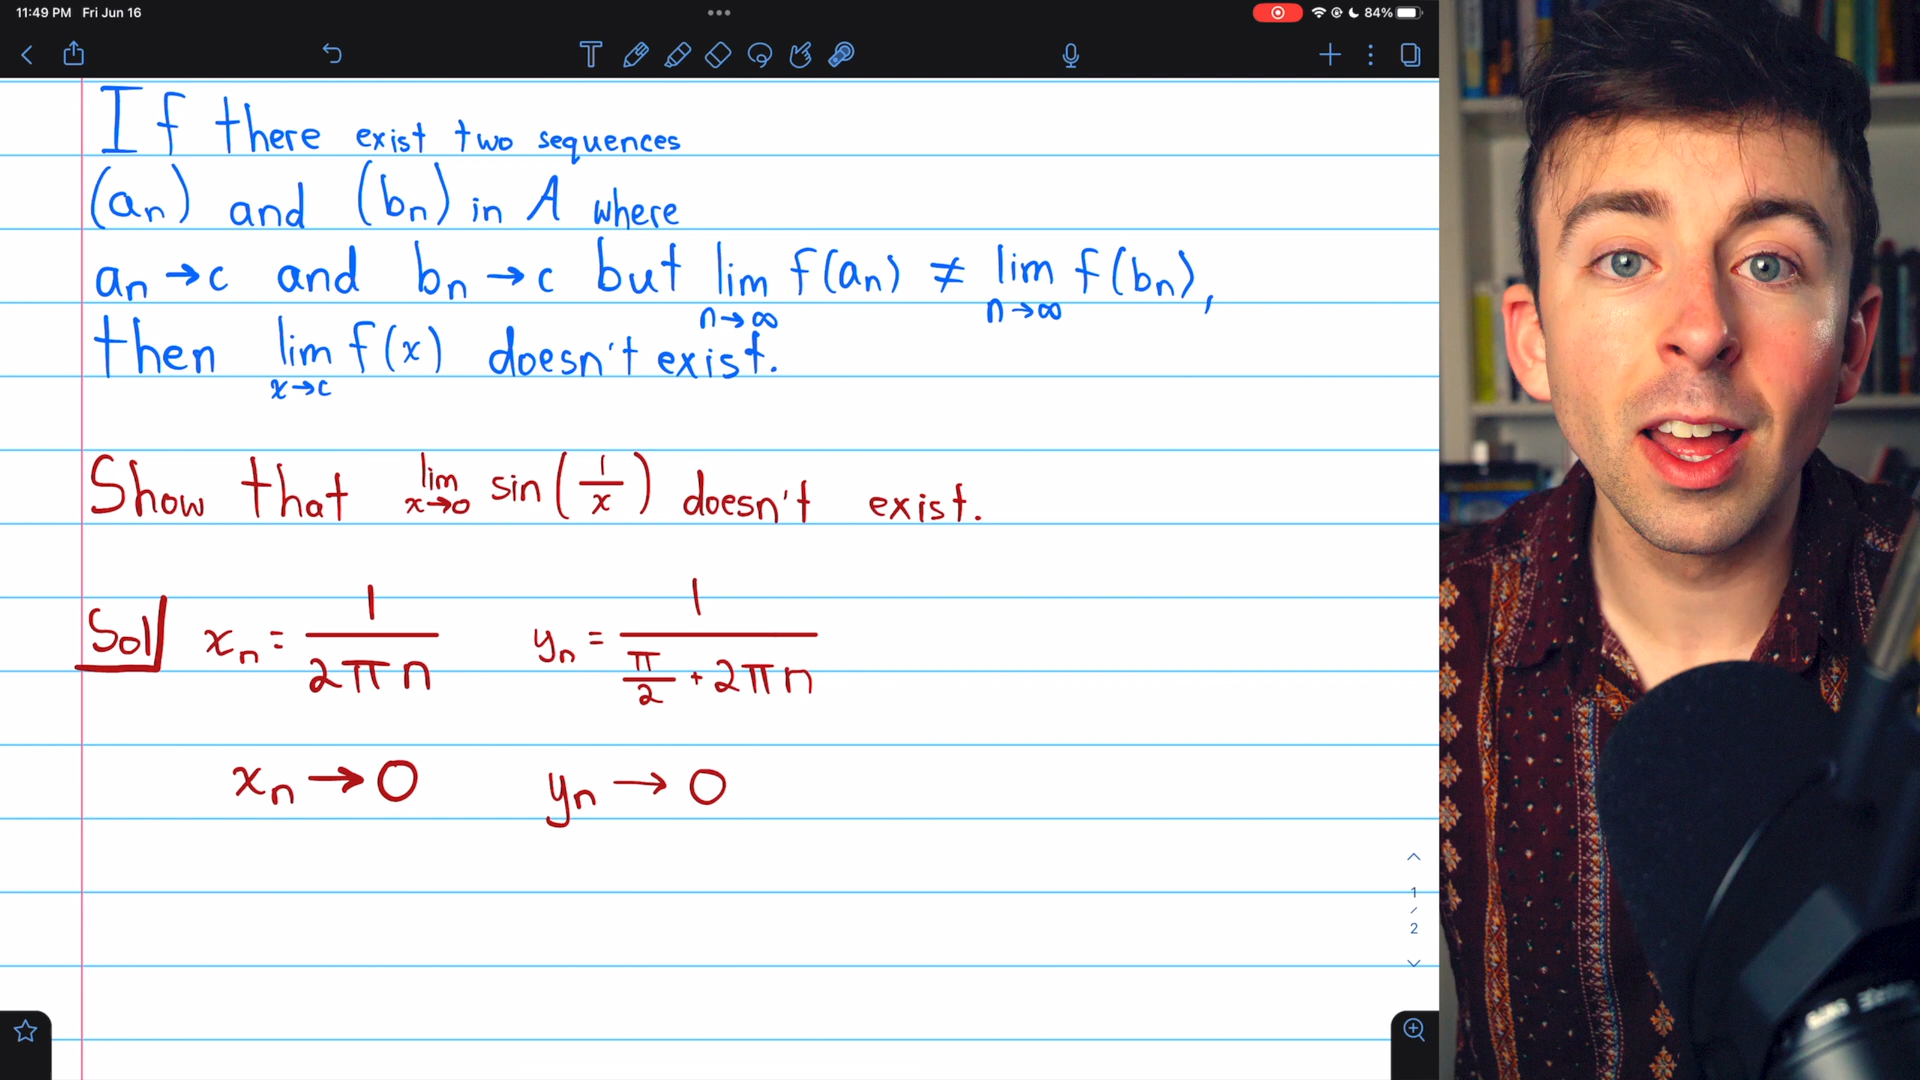 11:49 PM Fri Jun 16
84%
If there exist two sequences
(aₙ) and (bₙ) in A where
aₙ → c and bₙ → c but lim n→∞ f(aₙ) ≠ lim n→∞ f(bₙ),
then lim x→c f(x) doesn't exist.
Show that lim x→0 sin(1/x) doesn't exist.
Sol xₙ = 1/(2πn) yₙ = 1/(π/2 + 2πn)
xₙ → 0 yₙ → 0
1
/
2